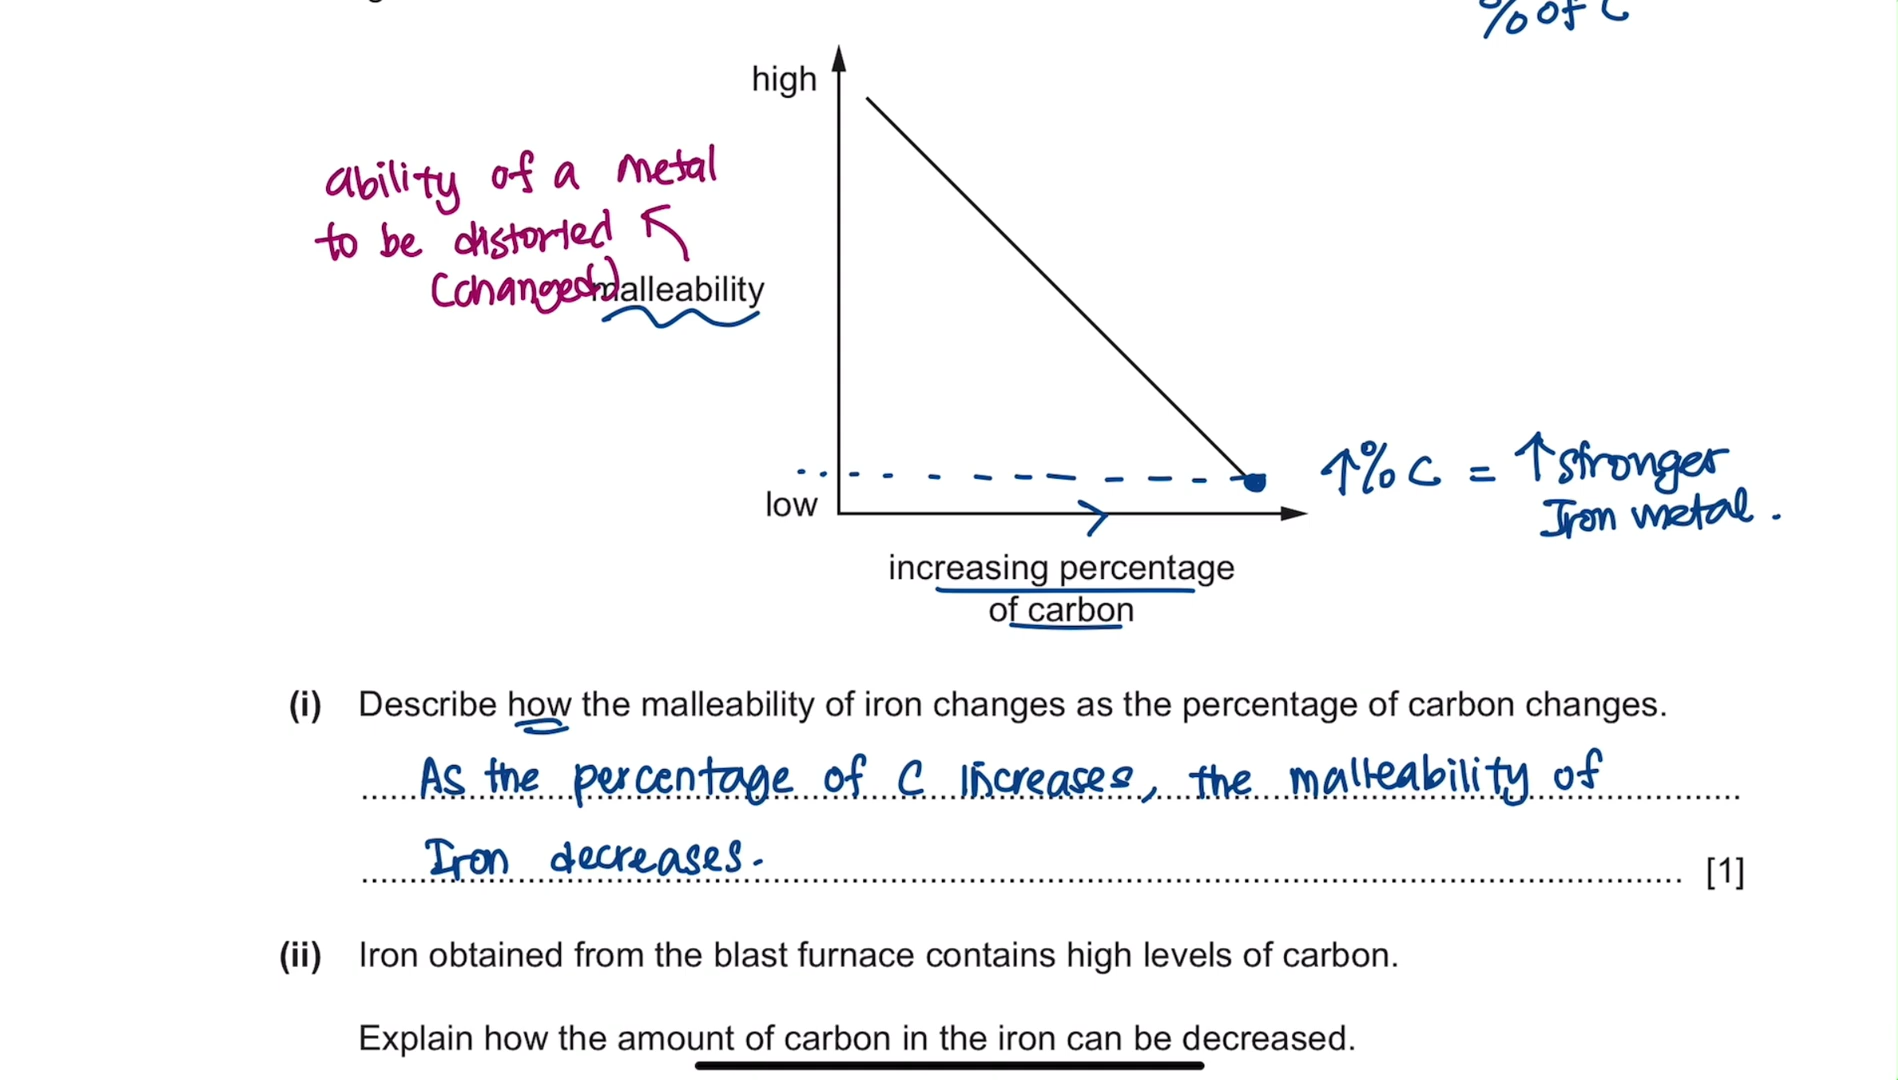 % of C
high
ability of a metal
to be distorted
(changed)
malleability
low
↑% C = ↑ stronger
Iron metal.
increasing percentage
of carbon
(i) Describe how the malleability of iron changes as the percentage of carbon changes.
As the percentage of C increases, the malleability of
Iron decreases.
[1]
(ii) Iron obtained from the blast furnace contains high levels of carbon.
Explain how the amount of carbon in the iron can be decreased.